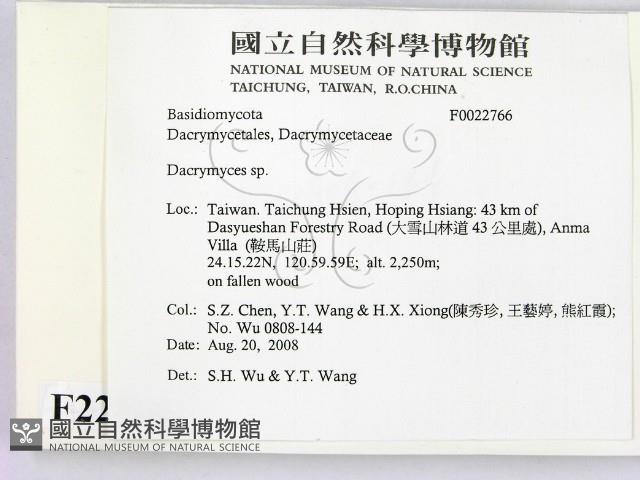 國立自然科學博物館
NATIONAL MUSEUM OF NATURAL SCIENCE
TAICHUNG, TAIWAN, R.O.CHINA
Basidiomycota F0022766
Dacrymycetales, Dacrymycetaceae
Dacrymyces sp.
Loc.: Taiwan. Taichung Hsien, Hoping Hsiang: 43 km of
Dasyueshan Forestry Road (大雪山林道 43 公里處), Anma
Villa (鞍馬山莊)
24.15.22N, 120.59.59E; alt. 2,250m;
on fallen wood
Col.: S.Z. Chen, Y.T. Wang & H.X. Xiong(陳秀珍, 王藝婷, 熊紅霞);
No. Wu 0808-144
Date: Aug. 20, 2008
Det.: S.H. Wu & Y.T. Wang
F22
國立自然科學博物館
NATIONAL MUSEUM OF NATURAL SCIENCE